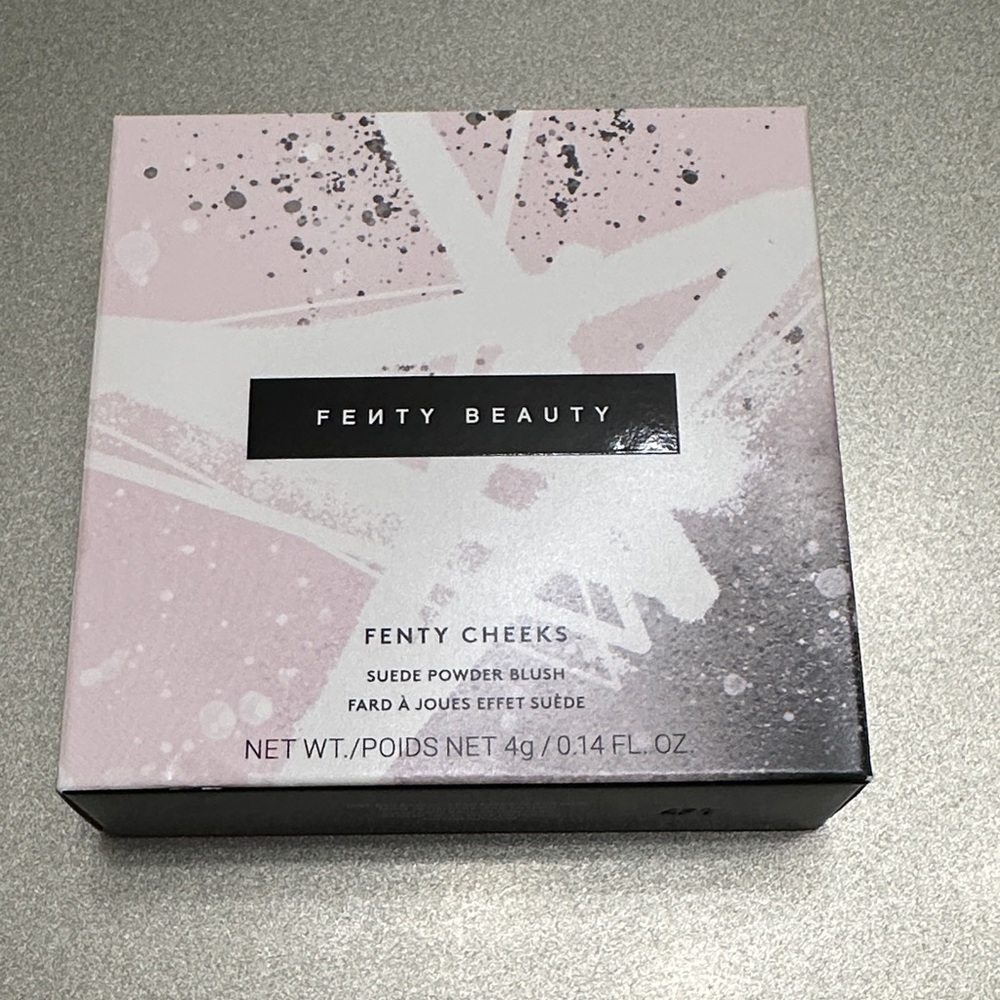 FEИTY BEAUTY
FENTY CHEEKS
SUEDE POWDER BLUSH
FARD À JOUES EFFET SUÈDE
NET WT./POIDS NET 4g / 0.14 FL. OZ.